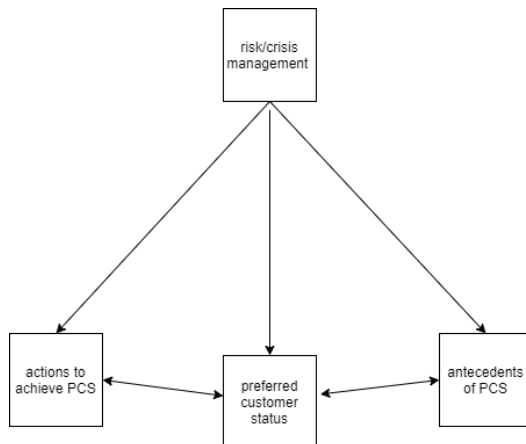 risk/crisis
management
actions to
achieve PCS
preferred
customer
status
antecedents
of PCS